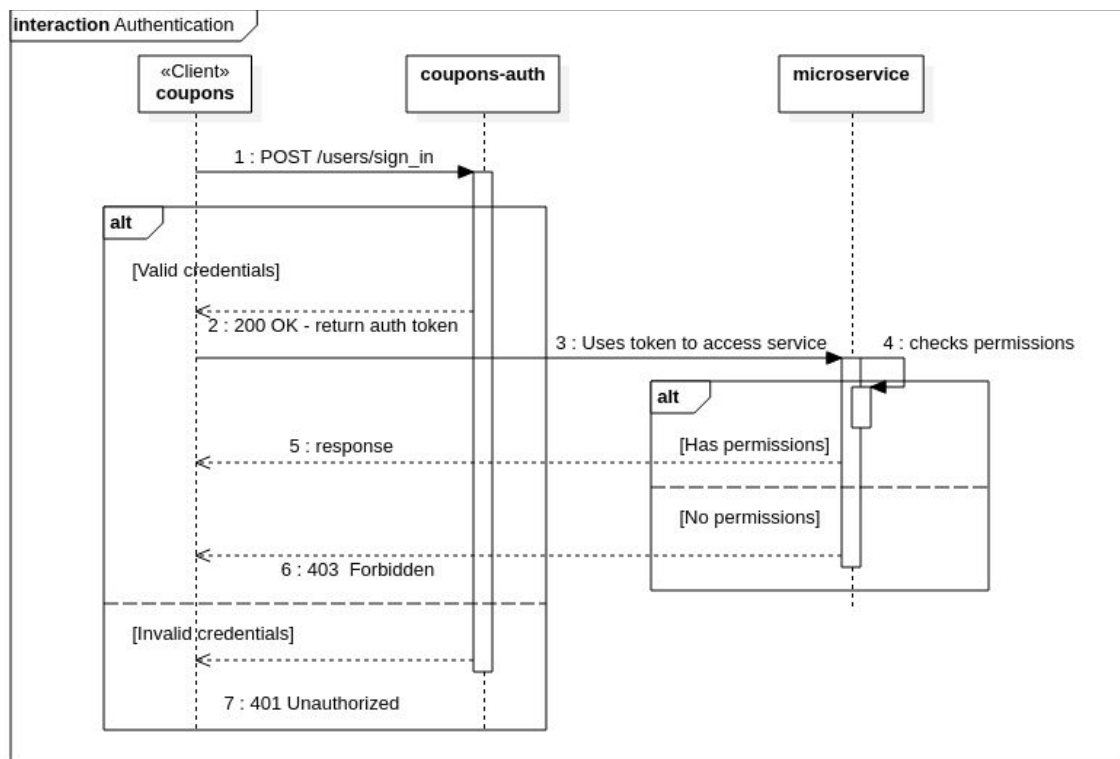 interaction Authentication
«Client»
coupons
coupons-auth
microservice
1 : POST /users/sign_in
alt
[Valid credentials]
2 : 200 OK - return auth token
3 : Uses token to access service
4 : checks permissions
alt
[Has permissions]
5 : response
[No permissions]
6 : 403  Forbidden
[Invalid credentials]
7 : 401 Unauthorized